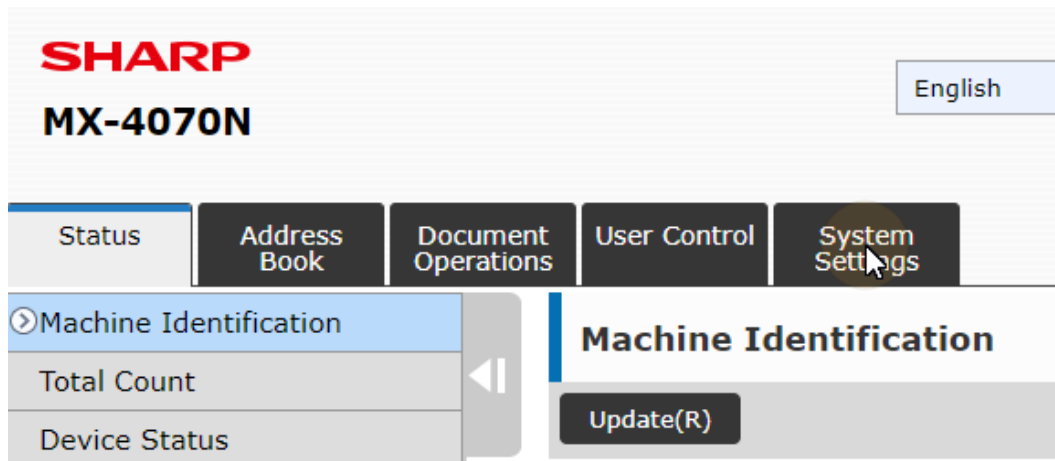 SHARP
MX-4070N
English
Status
Address
Book
Document
Operations
User Control
System
Settings
Machine Identification
Total Count
Device Status
Machine Identification
Update(R)